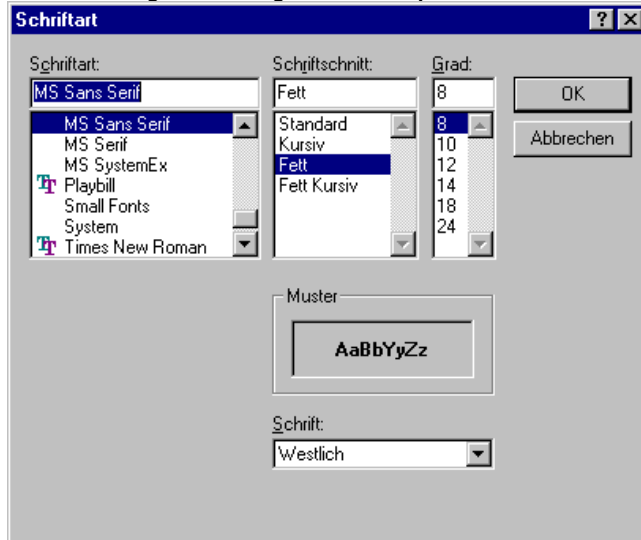 Schriftart
Schriftart:
MS Sans Serif
MS Sans Serif
MS Serif
MS SystemEx
Playbill
Small Fonts
System
Times New Roman
Schriftschnitt:
Fett
Standard
Kursiv
Fett
Fett Kursiv
Grad:
8
8
10
12
14
18
24
OK
Abbrechen
Muster
AaBbYyZz
Schrift:
Westlich